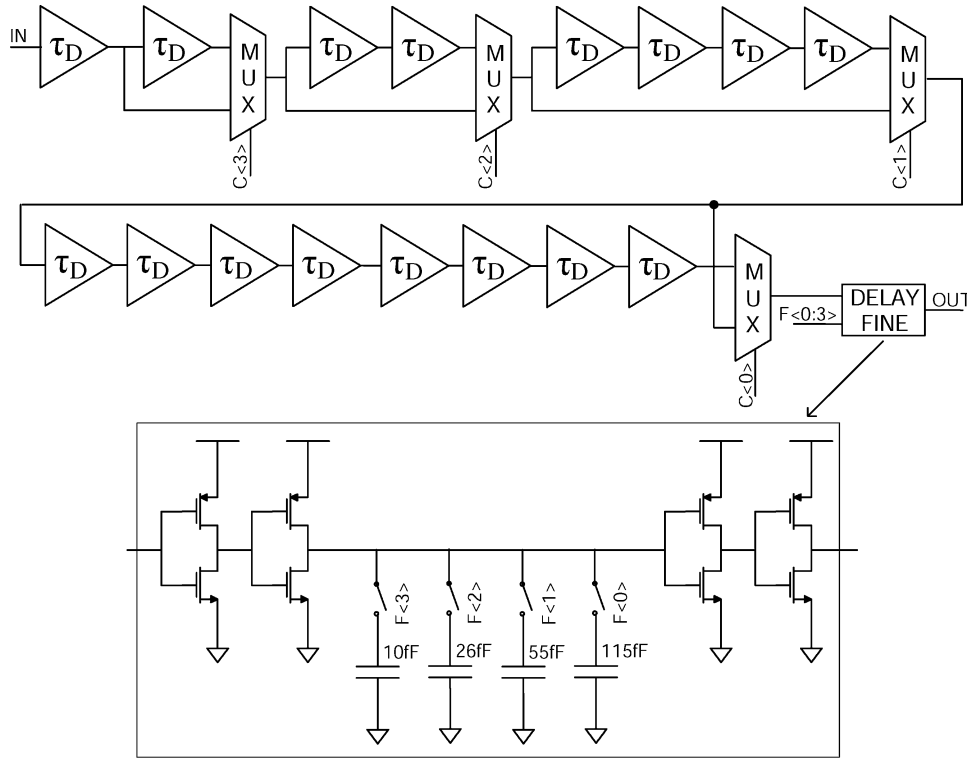 IN
τD τD τD τD τD τD τD τD
MUX MUX MUX
C<3> C<2> C<1>
τD τD τD τD τD τD τD τD
MUX
F<0:3>
DELAY
FINE
OUT
C<0>
F<3> F<2> F<1> F<0>
10fF 26fF 55fF 115fF